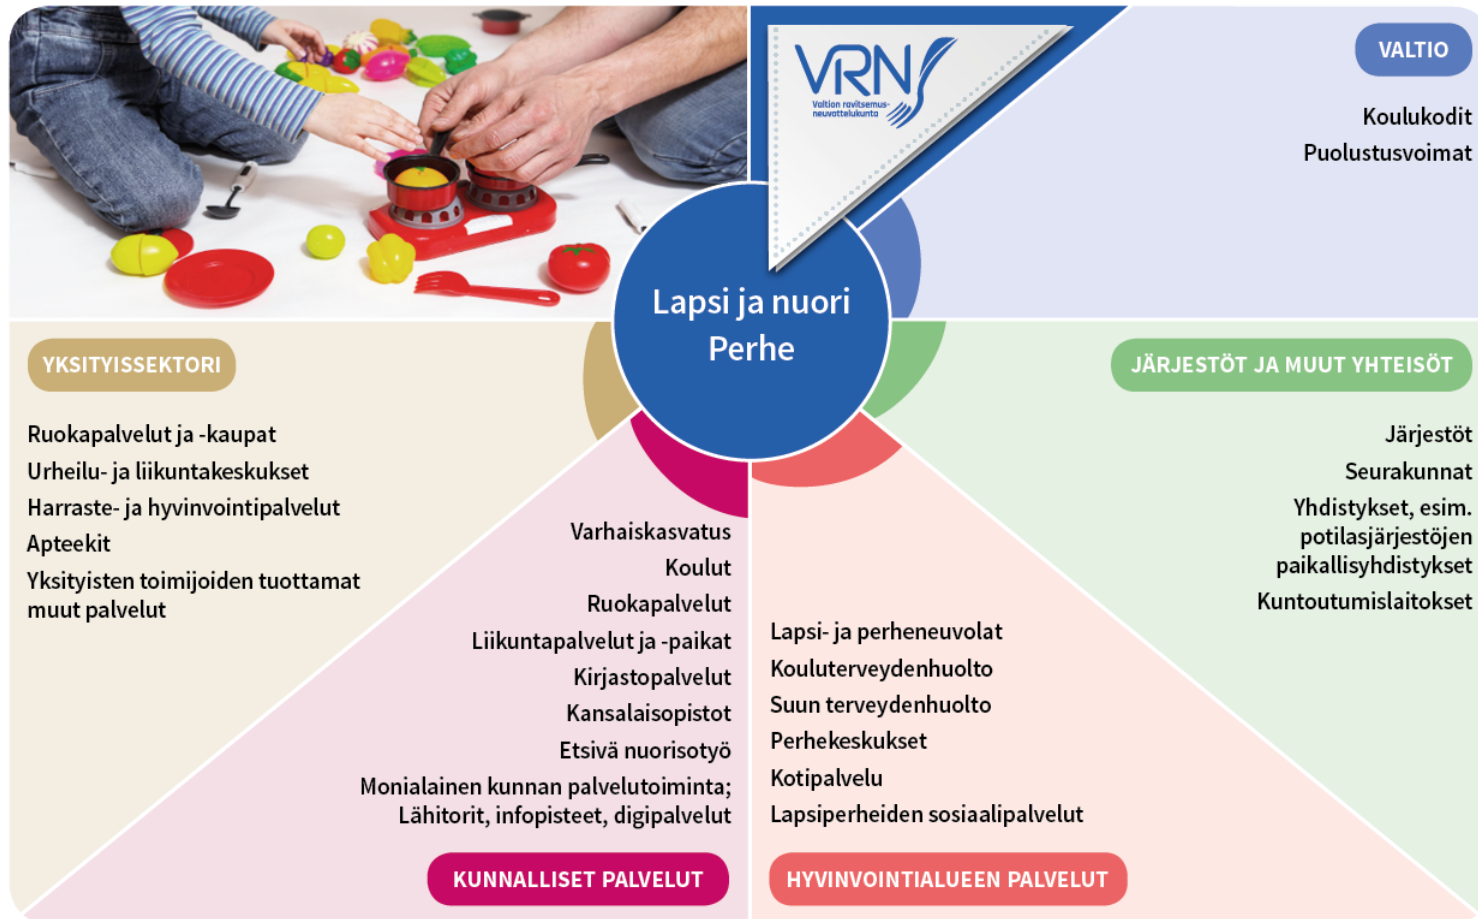 VRN
Valtion ravitsemus-
neuvottelukunta
VALTIO
Koulukodit
Puolustusvoimat
Lapsi ja nuori
Perhe
YKSITYISSEKTORI
Ruokapalvelut ja -kaupat
Urheilu- ja liikuntakeskukset
Harraste- ja hyvinvointipalvelut
Apteekit
Yksityisten toimijoiden tuottamat
muut palvelut
JÄRJESTÖT JA MUUT YHTEISÖT
Järjestöt
Seurakunnat
Yhdistykset, esim.
potilasjärjestöjen
paikallisyhdistykset
Kuntoutumislaitokset
Varhaiskasvatus
Koulut
Ruokapalvelut
Liikuntapalvelut ja -paikat
Kirjastopalvelut
Kansalaisopistot
Etsivä nuorisotyö
Monialainen kunnan palvelutoiminta;
Lähitorit, infopisteet, digipalvelut
KUNNALLISET PALVELUT
Lapsi- ja perheneuvolat
Kouluterveydenhuolto
Suun terveydenhuolto
Perhekeskukset
Kotipalvelu
Lapsiperheiden sosiaalipalvelut
HYVINVOINTIALUEEN PALVELUT